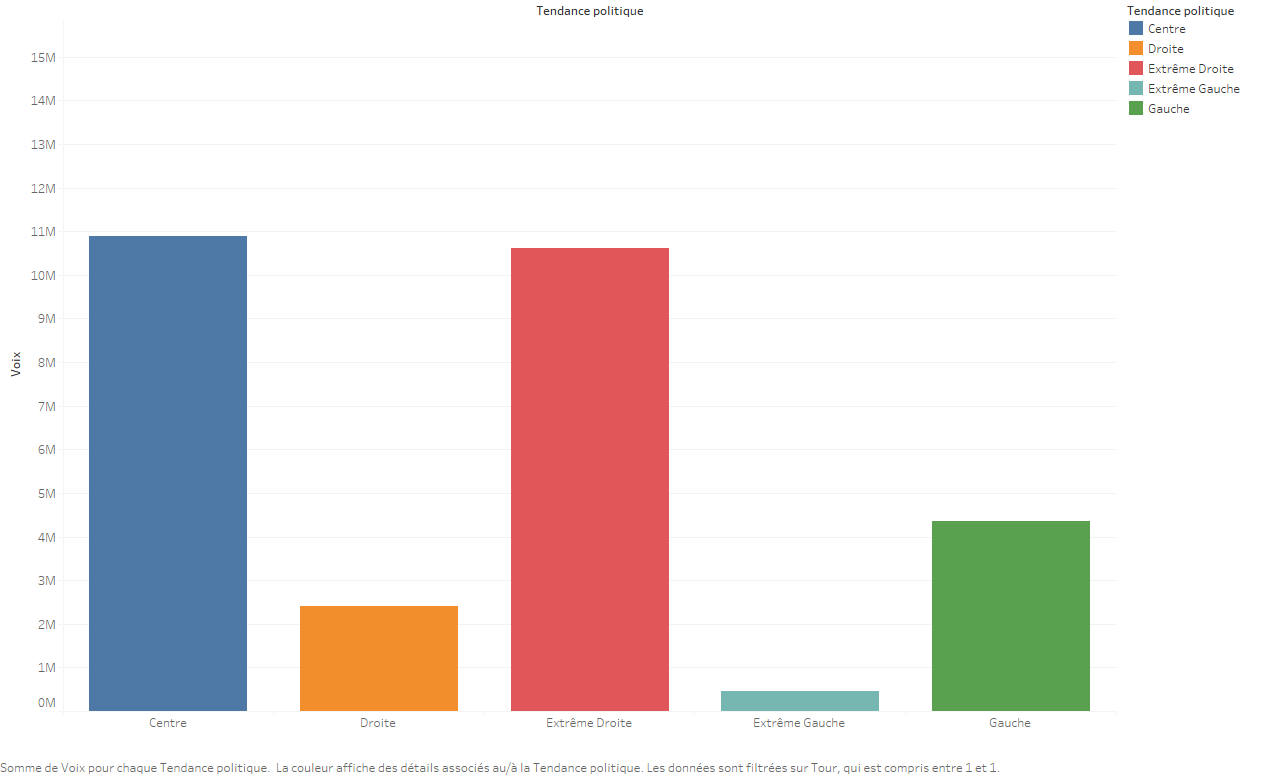 Tendance politique
Tendance politique
Centre
Droite
Extrême Droite
Extrême Gauche
Gauche
15M
14M
13M
12M
11M
10M
9M
8M
7M
6M
5M
4M
3M
2M
1M
0M
Voix
Centre
Droite
Extrême Droite
Extrême Gauche
Gauche
Somme de Voix pour chaque Tendance politique.  La couleur affiche des détails associés au/à la Tendance politique. Les données sont filtrées sur Tour, qui est compris entre 1 et 1.